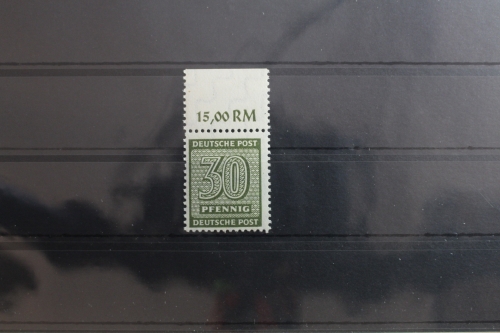 15,00 RM
DEUTSCHE POST
30
PFENNIG
DEUTSCHE POST